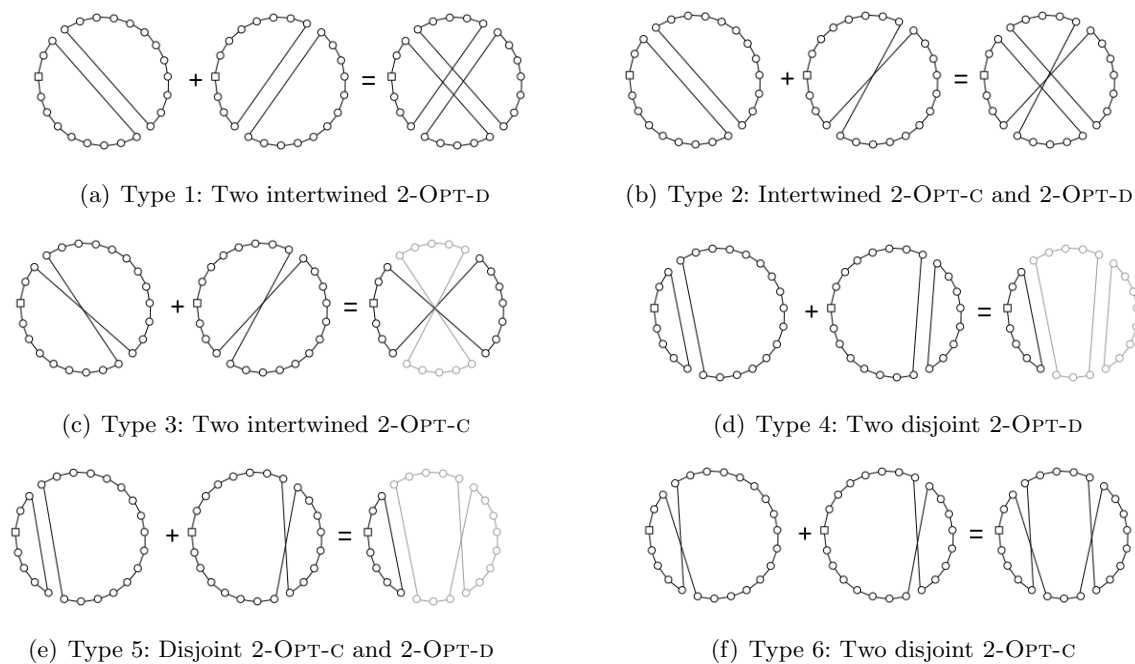 + = + =
(a) Type 1: Two intertwined 2-OPT-D (b) Type 2: Intertwined 2-OPT-C and 2-OPT-D
+ = + =
(c) Type 3: Two intertwined 2-OPT-C (d) Type 4: Two disjoint 2-OPT-D
+ = + =
(e) Type 5: Disjoint 2-OPT-C and 2-OPT-D (f) Type 6: Two disjoint 2-OPT-C